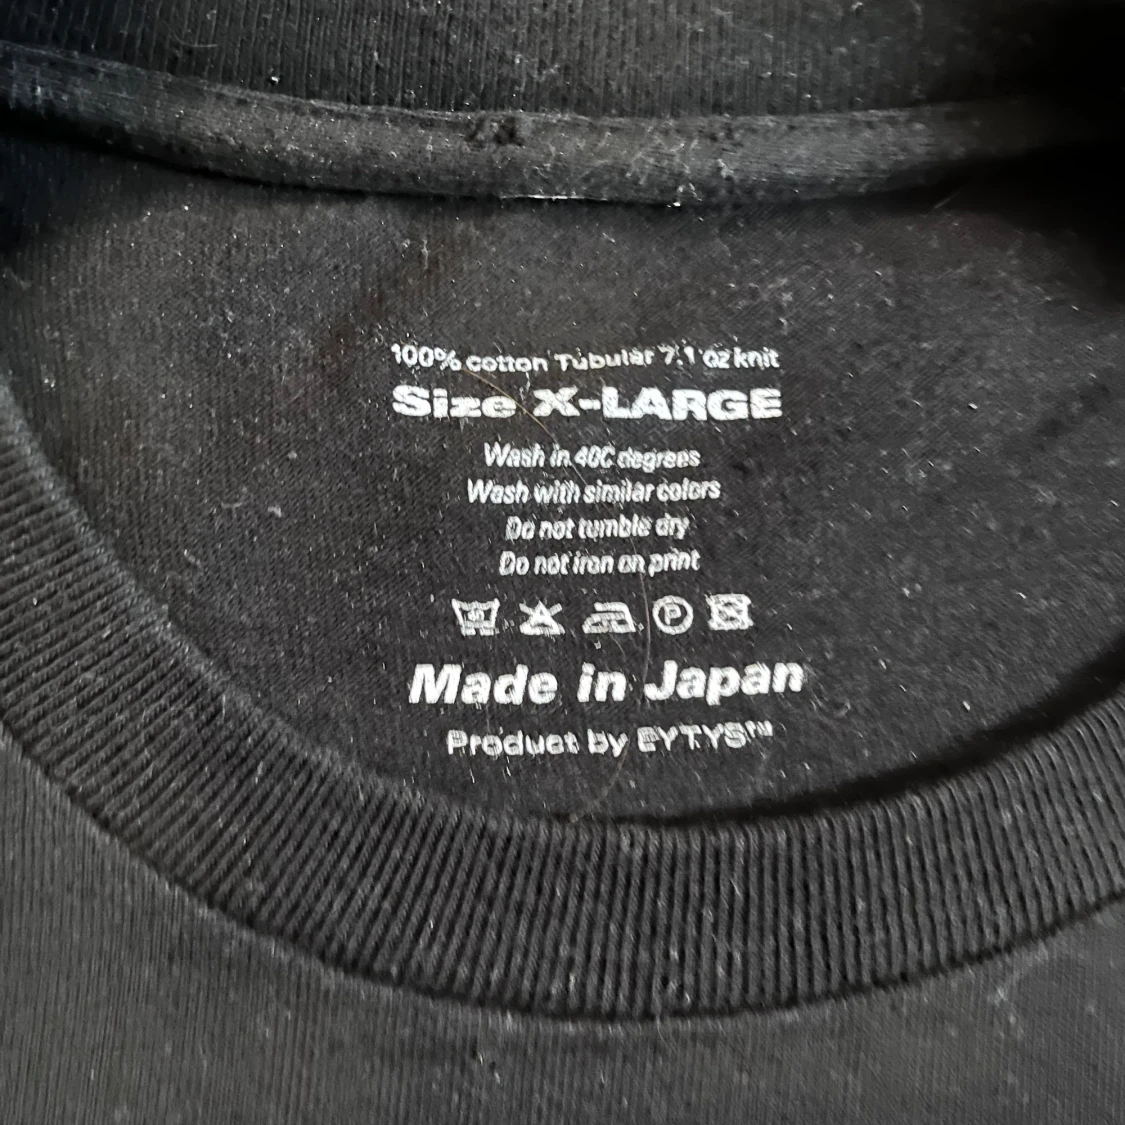 100% cotton Tubular 7.1 oz knit
Size X-LARGE
Wash in 40C degrees
Wash with similar colors
Do not tumble dry
Do not iron on print
40 P
Made in Japan
Product by EYTYS™